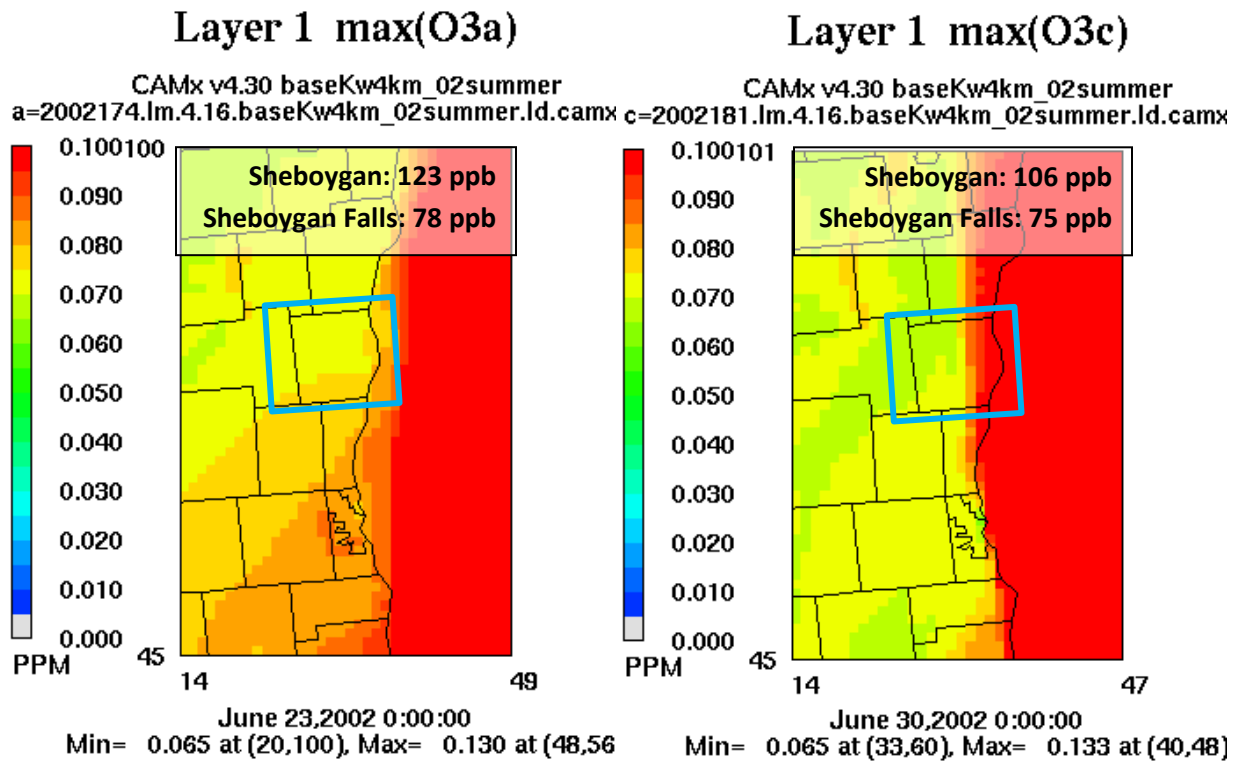 Layer 1 max(O3a)
CAMx v4.30 baseKw4km_02summer
a=2002174.lm.4.16.baseKw4km_02summer.ld.camx
0.100
0.090
0.080
0.070
0.060
0.050
0.040
0.030
0.020
0.010
0.000
PPM
100
45
Sheboygan: 123 ppb
Sheboygan Falls: 78 ppb
14 49
June 23,2002 0:00:00
Min= 0.065 at (20,100), Max= 0.130 at (48,56
Layer 1 max(O3c)
CAMx v4.30 baseKw4km_02summer
c=2002181.lm.4.16.baseKw4km_02summer.ld.camx
0.100
0.090
0.080
0.070
0.060
0.050
0.040
0.030
0.020
0.010
0.000
PPM
101
45
Sheboygan: 106 ppb
Sheboygan Falls: 75 ppb
14 47
June 30,2002 0:00:00
Min= 0.065 at (33,60), Max= 0.133 at (40,48)